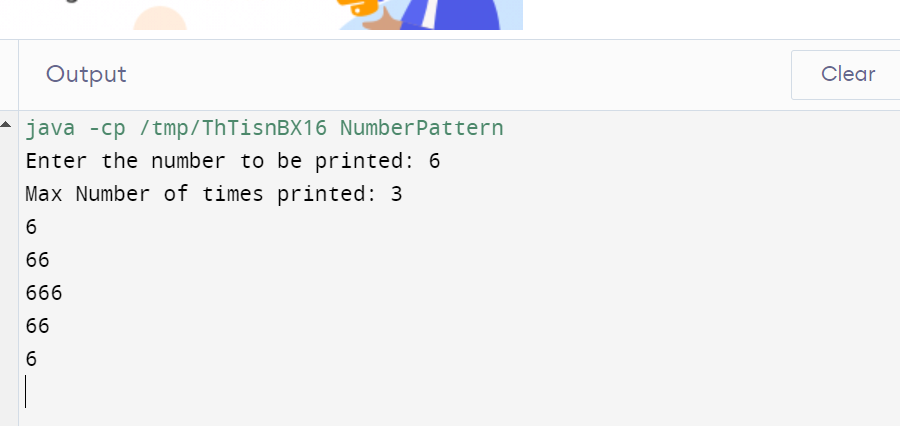 Output
Clear
java -cp /tmp/ThTisnBX16 NumberPattern
Enter the number to be printed: 6
Max Number of times printed: 3
6
66
666
66
6